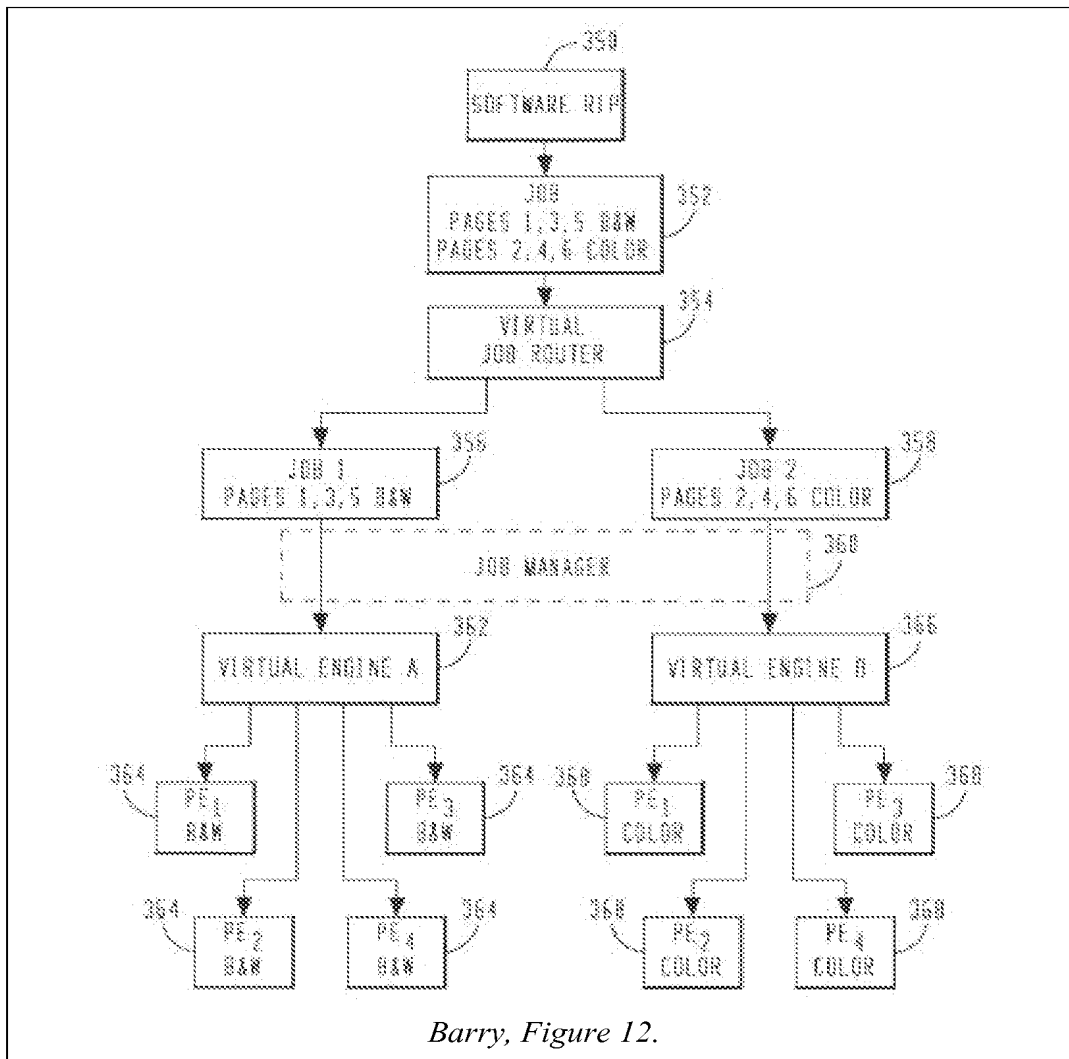 350
SOFTWARE RIP
JOB
PAGES 1,3,5 B&W
PAGES 2,4,6 COLOR
352
VIRTUAL
JOB ROUTER
354
JOB 1
PAGES 1,3,5 B&W
356
JOB 2
PAGES 2,4,6 COLOR
358
JOB MANAGER
360
VIRTUAL ENGINE A
362
VIRTUAL ENGINE B
366
364
PE1
B&W
PE3
B&W
364
368
PE1
COLOR
PE3
COLOR
368
364
PE2
B&W
PE4
B&W
364
368
PE2
COLOR
PE4
COLOR
368
Barry, Figure 12.